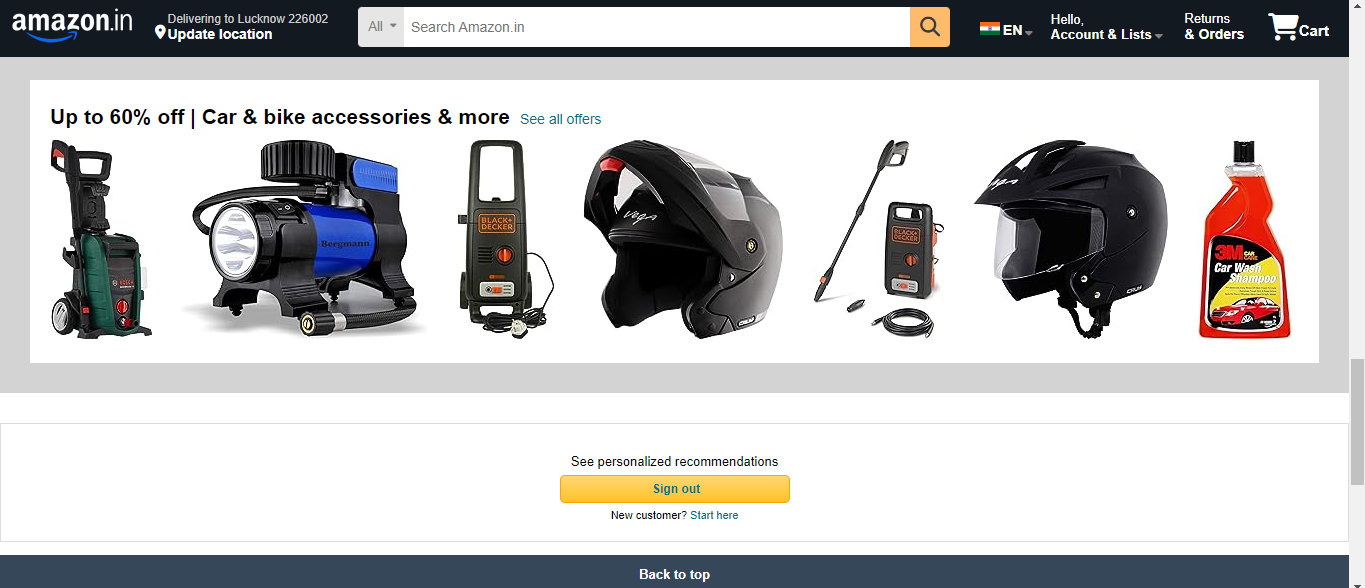 amazon.in
Delivering to Lucknow 226002
Update location
All
Search Amazon.in
EN
Hello,
Account & Lists
Returns
& Orders
Cart
Up to 60% off | Car & bike accessories & more See all offers
BOSCH
Bergmann
BLACK+
DECKER
Vega
BLACK+
DECKER
Vega
3M CAR
CARE
Car Wash
Shampoo
See personalized recommendations
Sign out
New customer? Start here
Back to top